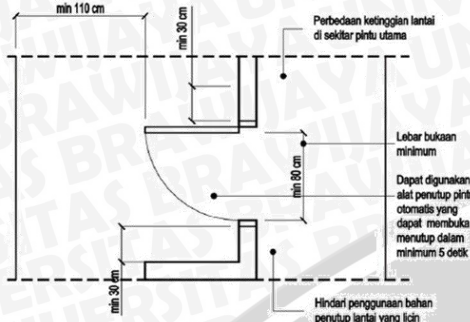 min 110 cm
min 30 cm
Perbedaan ketinggian lantai
di sekitar pintu utama
Lebar bukaan
minimum
min 80 cm
Dapat digunakan
alat penutup pintu
otomatis yang
dapat membuka
menutup dalam
minimum 5 detik
min 30 cm
Hindari penggunaan bahan
penutup lantai yang licin